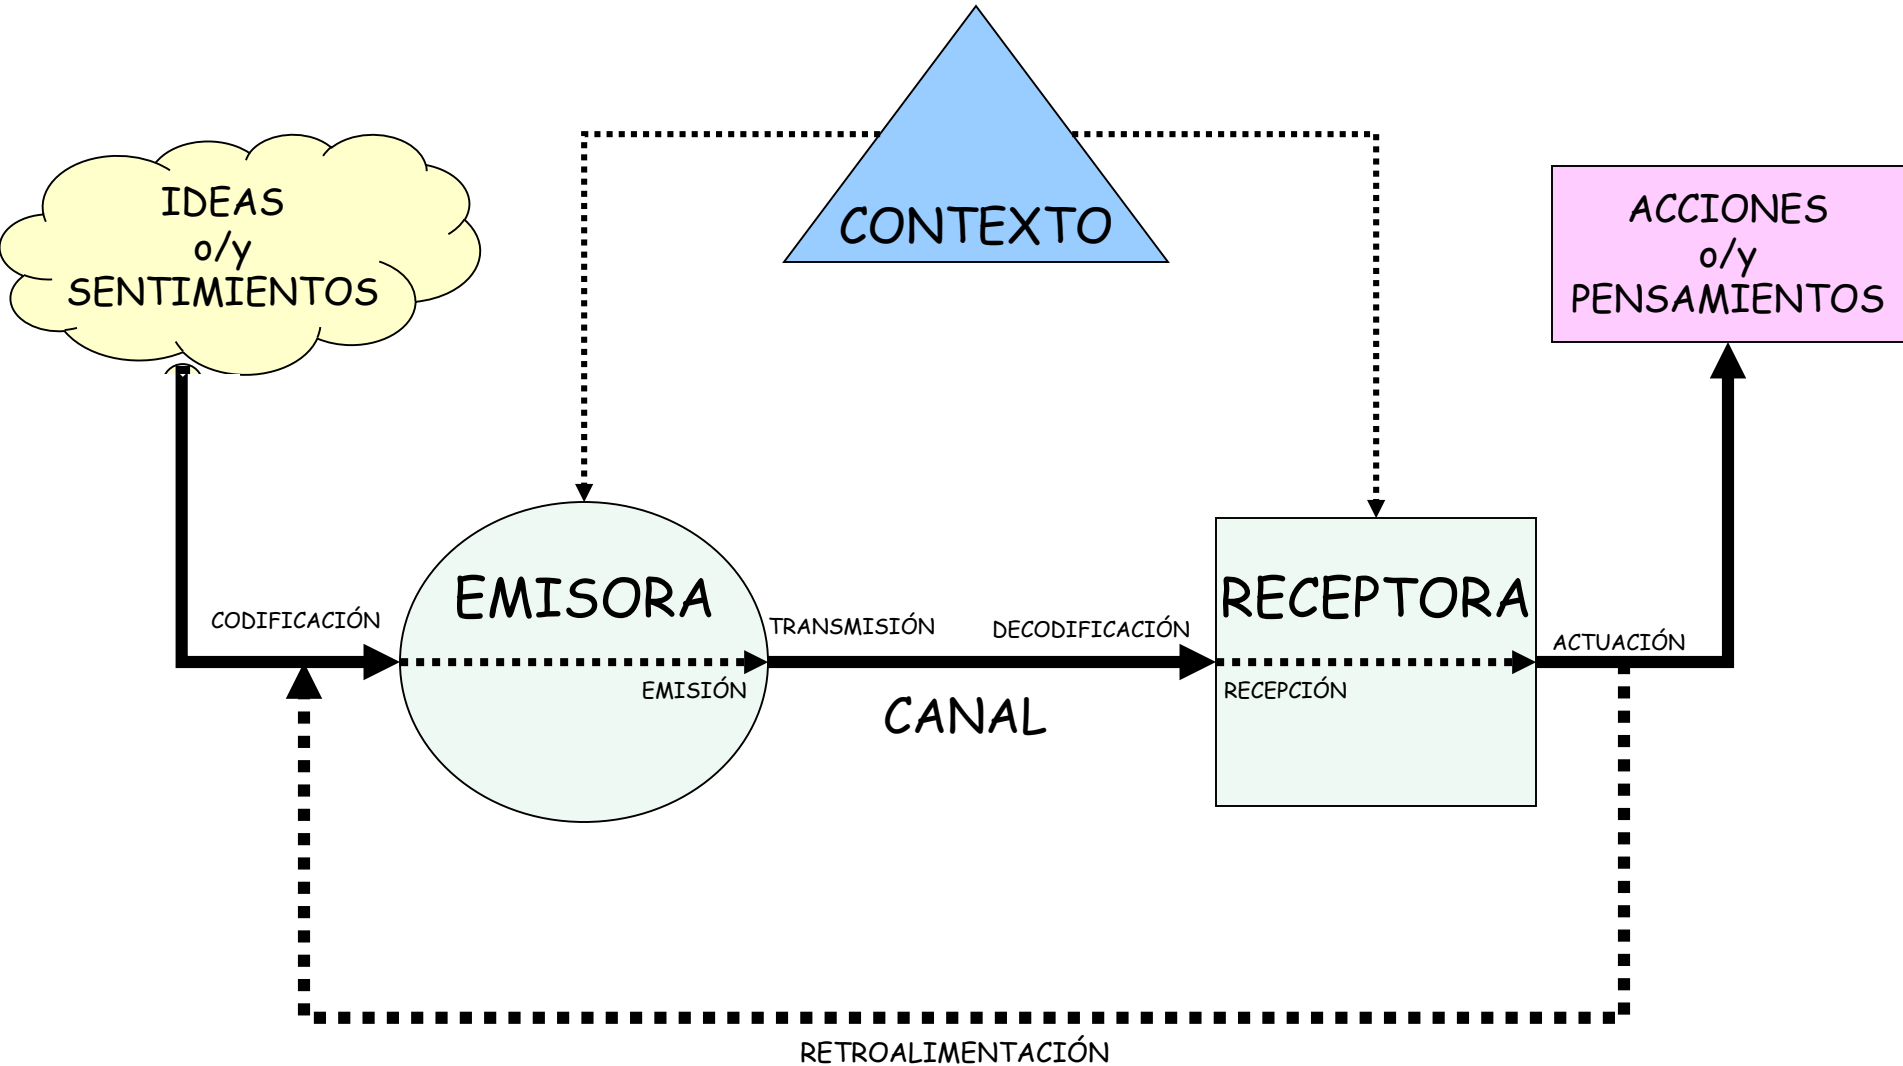 IDEAS
o/y
SENTIMIENTOS
CONTEXTO
ACCIONES
o/y
PENSAMIENTOS
CODIFICACIÓN
EMISORA
EMISIÓN
TRANSMISIÓN
DECODIFICACIÓN
CANAL
RECEPTORA
RECEPCIÓN
ACTUACIÓN
RETROALIMENTACIÓN